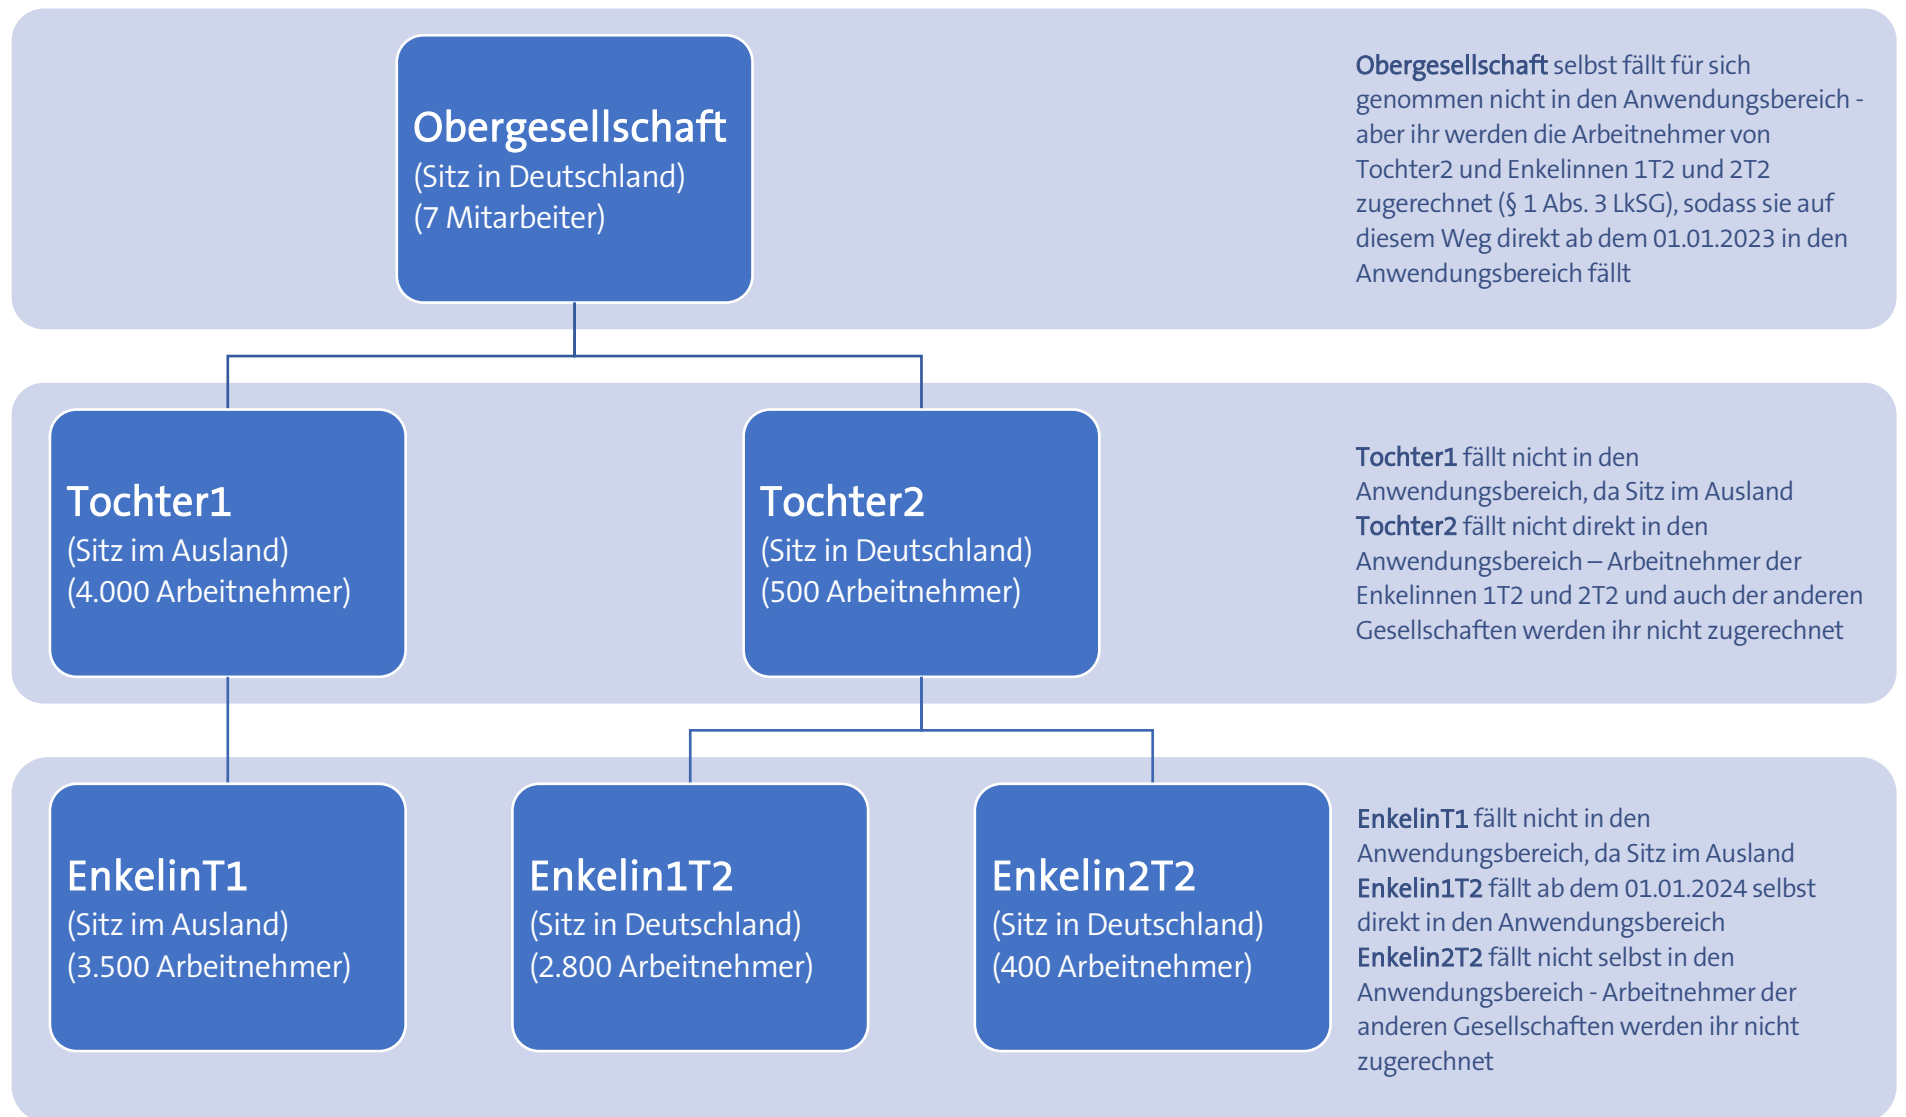 Obergesellschaft
(Sitz in Deutschland)
(7 Mitarbeiter)
Obergesellschaft selbst fällt für sich
genommen nicht in den Anwendungsbereich -
aber ihr werden die Arbeitnehmer von
Tochter2 und Enkelinnen 1T2 und 2T2
zugerechnet (§ 1 Abs. 3 LkSG), sodass sie auf
diesem Weg direkt ab dem 01.01.2023 in den
Anwendungsbereich fällt
Tochter1
(Sitz im Ausland)
(4.000 Arbeitnehmer)
Tochter2
(Sitz in Deutschland)
(500 Arbeitnehmer)
Tochter1 fällt nicht in den
Anwendungsbereich, da Sitz im Ausland
Tochter2 fällt nicht direkt in den
Anwendungsbereich – Arbeitnehmer der
Enkelinnen 1T2 und 2T2 und auch der anderen
Gesellschaften werden ihr nicht zugerechnet
EnkelinT1
(Sitz im Ausland)
(3.500 Arbeitnehmer)
Enkelin1T2
(Sitz in Deutschland)
(2.800 Arbeitnehmer)
Enkelin2T2
(Sitz in Deutschland)
(400 Arbeitnehmer)
EnkelinT1 fällt nicht in den
Anwendungsbereich, da Sitz im Ausland
Enkelin1T2 fällt ab dem 01.01.2024 selbst
direkt in den Anwendungsbereich
Enkelin2T2 fällt nicht selbst in den
Anwendungsbereich - Arbeitnehmer der
anderen Gesellschaften werden ihr nicht
zugerechnet